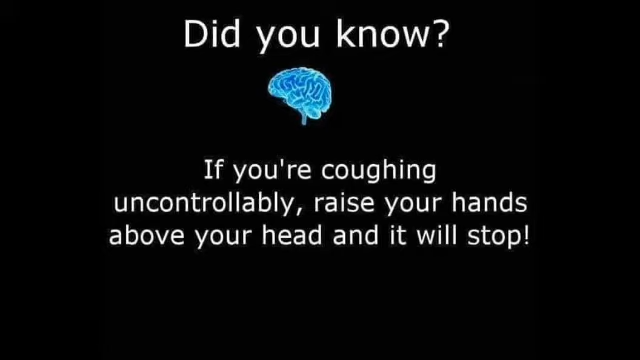 Did you know?
If you're coughing
uncontrollably, raise your hands
above your head and it will stop!